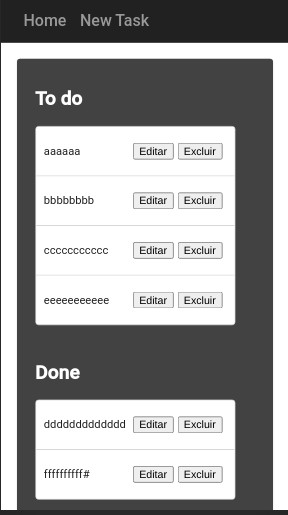 Home New Task
To do
aaaaaa Editar Excluir
bbbbbbbb Editar Excluir
ccccccccccc Editar Excluir
eeeeeeeeeee Editar Excluir
Done
ddddddddddddd Editar Excluir
ffffffffff# Editar Excluir